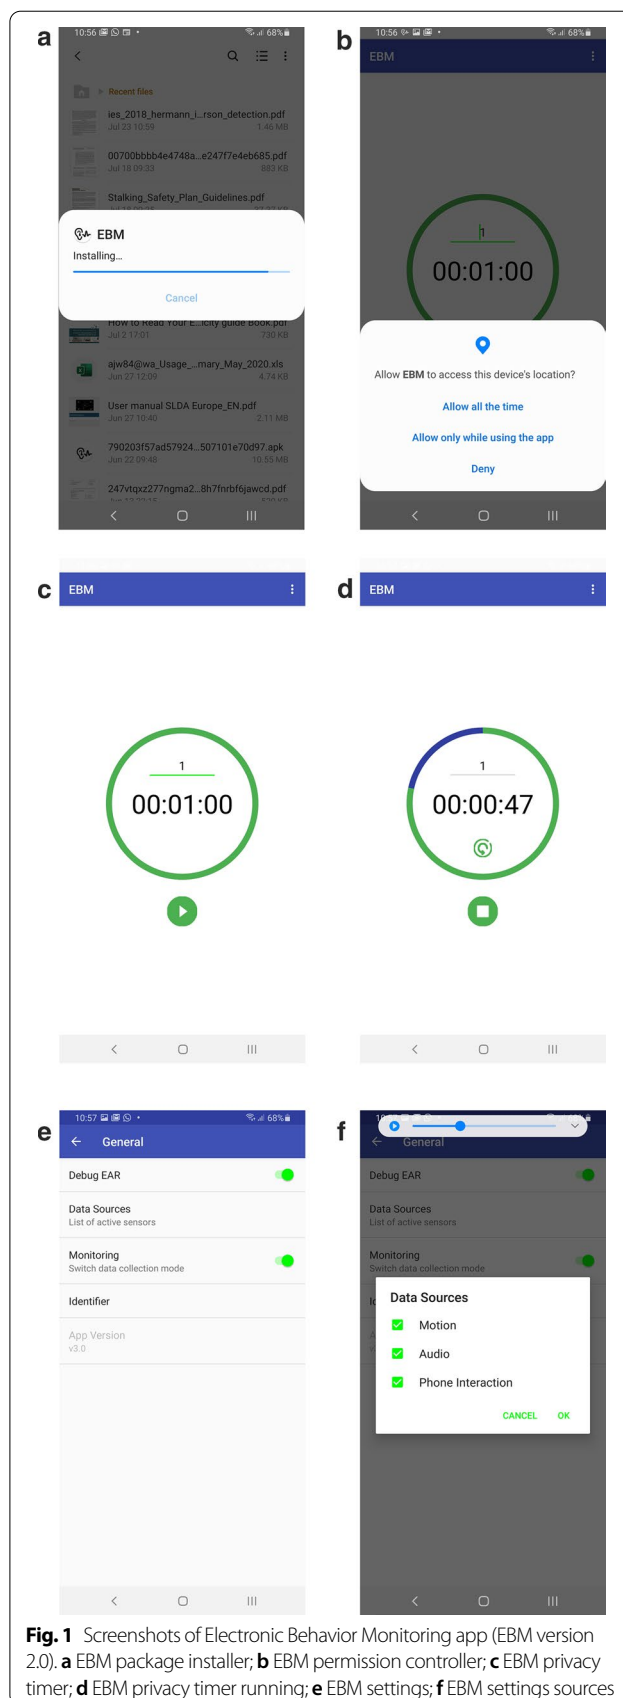 a
10:56
68%
Recent files
ies_2018_hermann_i...rson_detection.pdf
Jul 23 10:59
1.46 MB
00700bbbb4e4748a...e247f7e4eb685.pdf
Jul 18 09:33
883 KB
Stalking_Safety_Plan_Guidelines.pdf
EBM
Installing...
Cancel
How to Read Your E...icity guide Book.pdf
Jul 2 17:01
730 KB
ajw84@wa_Usage_...mary_May_2020.xls
Jun 27 12:09
4.74 KB
User manual SLDA Europe_EN.pdf
Jun 27 10:40
2.11 MB
790203f57ad57924...507101e70d97.apk
Jun 22 09:48
10.55 MB
247vtqxz277ngma2...8h7fnrbf6jawcd.pdf
b
10:56
68%
EBM
1
00:01:00
Allow EBM to access this device's location?
Allow all the time
Allow only while using the app
Deny
c
EBM
1
00:01:00
d
EBM
1
00:00:47
e
10:57
68%
General
Debug EAR
Data Sources
List of active sensors
Monitoring
Switch data collection mode
Identifier
App Version
v3.0
f
General
Debug EAR
Data Sources
List of active sensors
Monitoring
Switch data collection mode
Data Sources
Motion
Audio
Phone Interaction
CANCEL OK
Fig. 1 Screenshots of Electronic Behavior Monitoring app (EBM version
2.0). a EBM package installer; b EBM permission controller; c EBM privacy
timer; d EBM privacy timer running; e EBM settings; f EBM settings sources